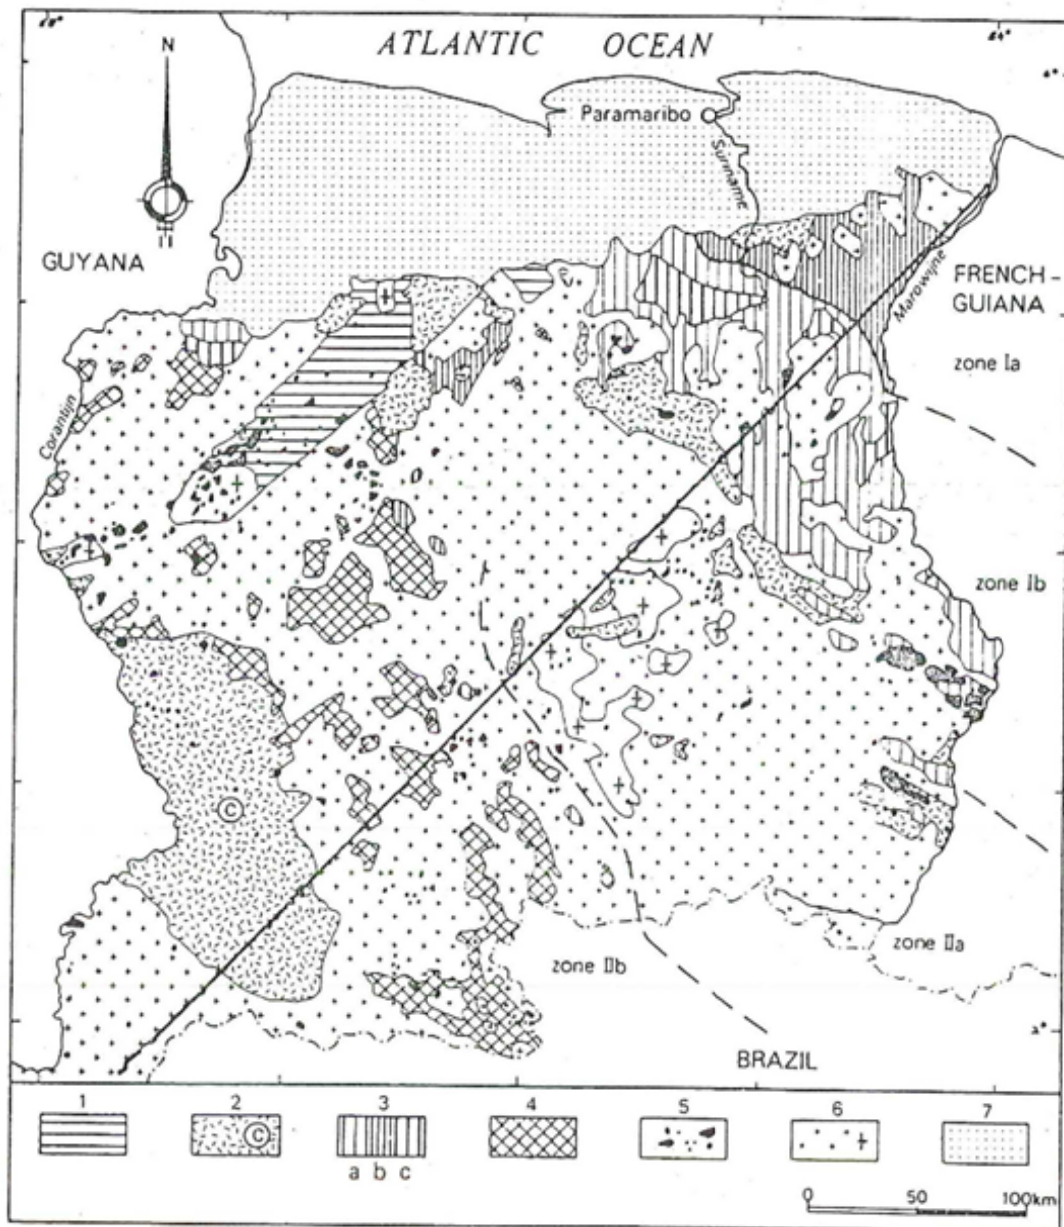 ATLANTIC OCEAN
N
Paramaribo
Suriname
GUYANA
Marowijne
FRENCH-
GUIANA
zone Ia
Corantijn
zone Ib
C
zone IIa
zone IIb
BRAZIL
1 2 3 4 5 6 7
C
a b c
0 50 100km